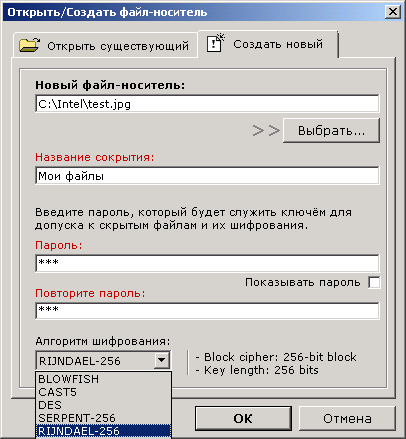 Открыть/Создать файл-носитель
Открыть существующий
Создать новый
Новый файл-носитель:
C:\Intel\test.jpg
>> Выбрать...
Название сокрытия:
Мои файлы
Введите пароль, который будет служить ключём для
допуска к скрытым файлам и их шифрования.
Пароль:
***
Показывать пароль
Повторите пароль:
***
Алгоритм шифрования:
RIJNDAEL-256
- Block cipher: 256-bit block
- Key length: 256 bits
BLOWFISH
CAST5
DES
SERPENT-256
RIJNDAEL-256
OK
Отмена